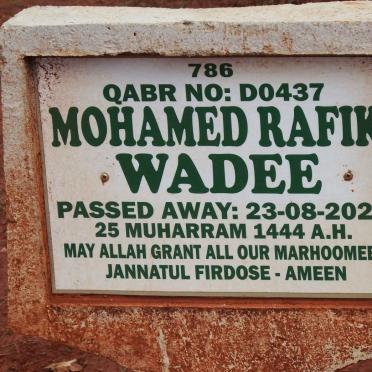 786
QABR NO: D0437
MOHAMED RAFIK
WADEE
PASSED AWAY: 23-08-202
25 MUHARRAM 1444 A.H.
MAY ALLAH GRANT ALL OUR MARHOOMEE
JANNATUL FIRDOSE - AMEEN